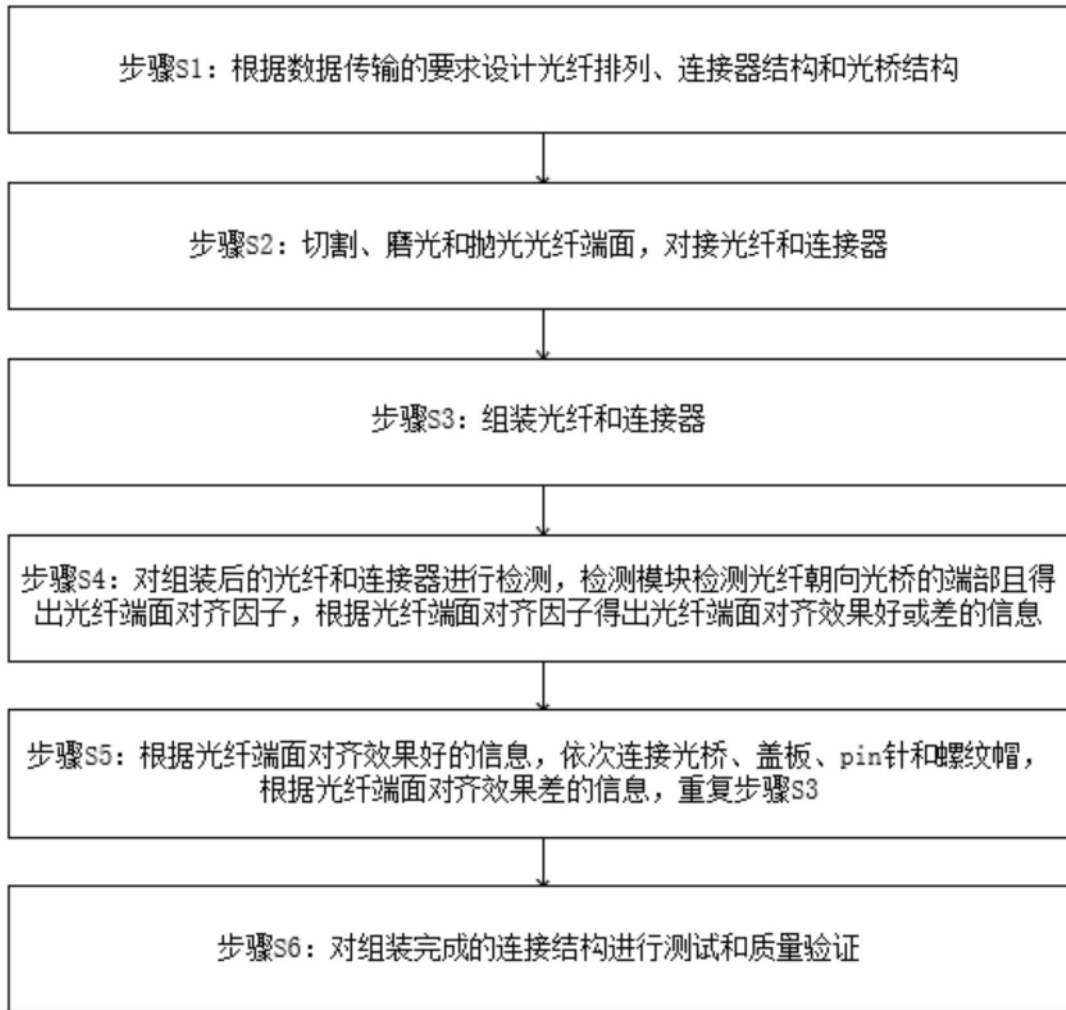 步骤S1：根据数据传输的要求设计光纤排列、连接器结构和光桥结构
步骤S2：切割、磨光和抛光光纤端面，对接光纤和连接器
步骤S3：组装光纤和连接器
步骤S4：对组装后的光纤和连接器进行检测，检测模块检测光纤朝向光桥的端部且得
出光纤端面对齐因子，根据光纤端面对齐因子得出光纤端面对齐效果好或差的信息
步骤S5：根据光纤端面对齐效果好的信息，依次连接光桥、盖板、pin针和螺纹帽，
根据光纤端面对齐效果差的信息，重复步骤S3
步骤S6：对组装完成的连接结构进行测试和质量验证